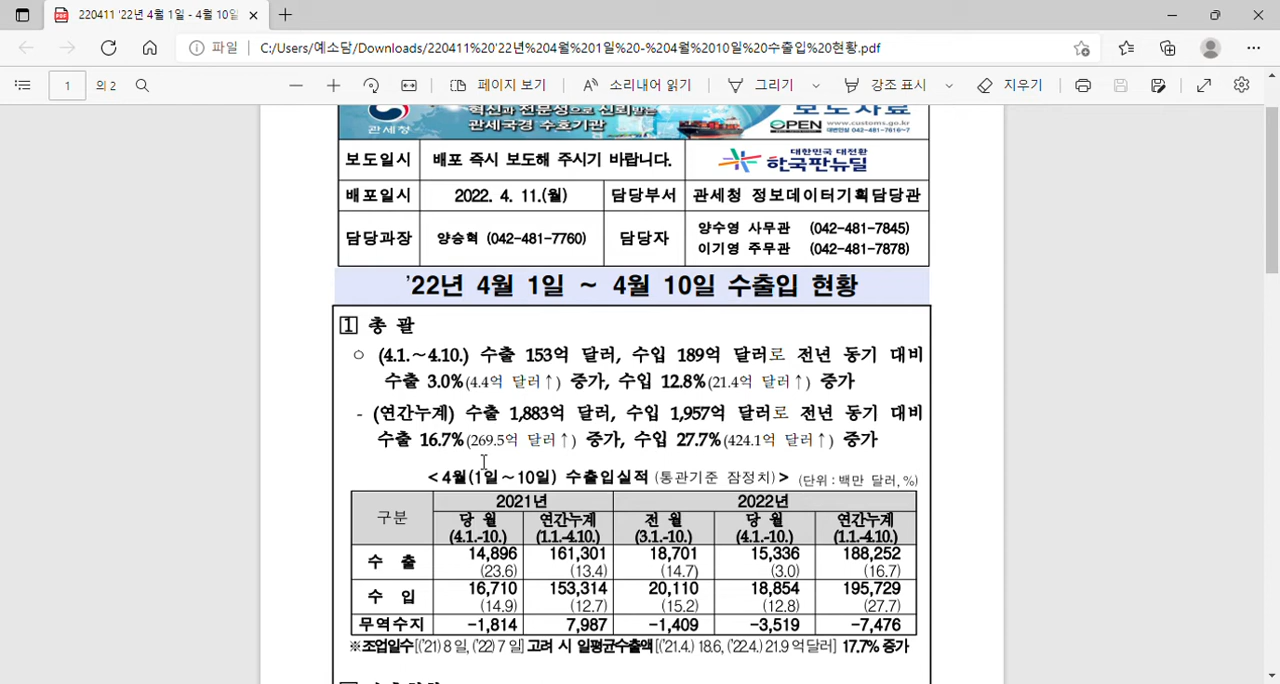 220411 '22년 4월 1일 - 4월 10일
파일 C:/Users/예소담/Downloads/220411%20'22년%204월%201일%20-%204월%2010일%20수출입%20현황.pdf
1 의 2 페이지 보기 소리내어 읽기 그리기 강조 표시 지우기
혁신과 전문성으로 신뢰받는
관세국경 수호기관
관세청
보도자료
OPEN www.customs.go.kr
대변인실 042-481-7616~7
보도일시 배포 즉시 보도해 주시기 바랍니다. 대한민국 대전환
한국판뉴딜
배포일시 2022. 4. 11.(월) 담당부서 관세청 정보데이터기획담당관
담당과장 양승혁 (042-481-7760) 담당자 양수영 사무관 (042-481-7845)
이기영 주무관 (042-481-7878)
'22년 4월 1일 ~ 4월 10일 수출입 현황
1 총 괄
○ (4.1.~4.10.) 수출 153억 달러, 수입 189억 달러로 전년 동기 대비
수출 3.0%(4.4억 달러↑) 증가, 수입 12.8%(21.4억 달러↑) 증가
- (연간누계) 수출 1,883억 달러, 수입 1,957억 달러로 전년 동기 대비
수출 16.7%(269.5억 달러↑) 증가, 수입 27.7%(424.1억 달러↑) 증가
< 4월(1일~10일) 수출입실적 (통관기준 잠정치) > (단위 : 백만 달러, %)
구분 2021년 2022년
당 월 연간누계 전 월 당 월 연간누계
(4.1.-10.) (1.1.-4.10.) (3.1.-10.) (4.1.-10.) (1.1.-4.10.)
수 출 14,896 161,301 18,701 15,336 188,252
(23.6) (13.4) (14.7) (3.0) (16.7)
수 입 16,710 153,314 20,110 18,854 195,729
(14.9) (12.7) (15.2) (12.8) (27.7)
무역수지 -1,814 7,987 -1,409 -3,519 -7,476
※ 조업일수[('21) 8 일, ('22) 7 일] 고려 시 일평균수출액[('21.4.) 18.6, ('22.4.) 21.9 억달러] 17.7% 증가